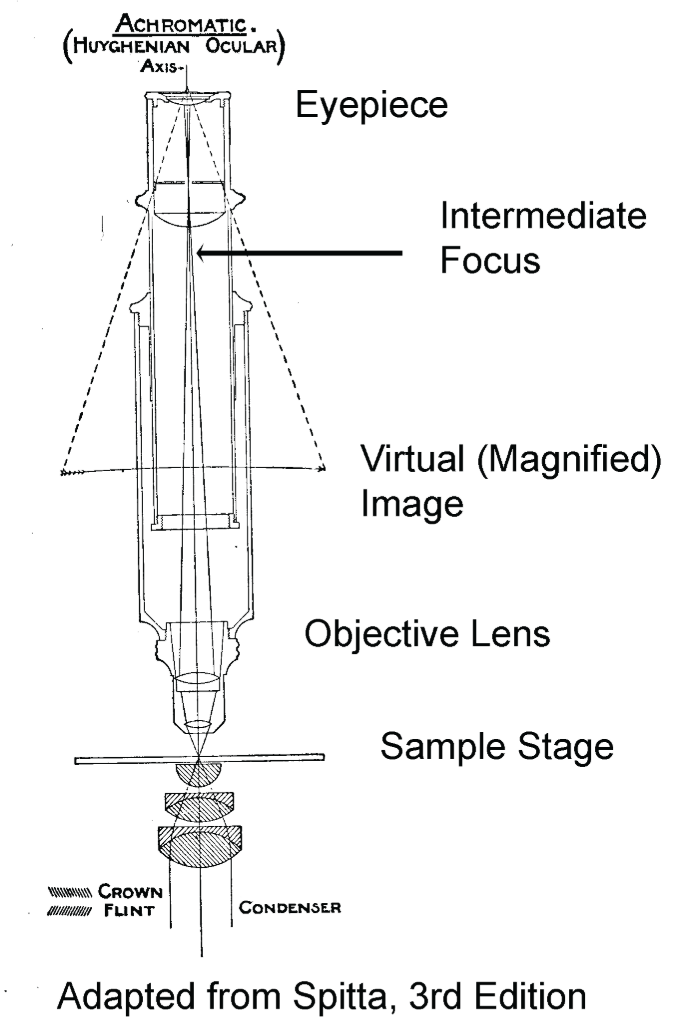 ACHROMATIC.
(HUYGHENIAN OCULAR)
AXIS-
Eyepiece
Intermediate
Focus
Virtual (Magnified)
Image
Objective Lens
Sample Stage
CROWN
FLINT
CONDENSER
Adapted from Spitta, 3rd Edition